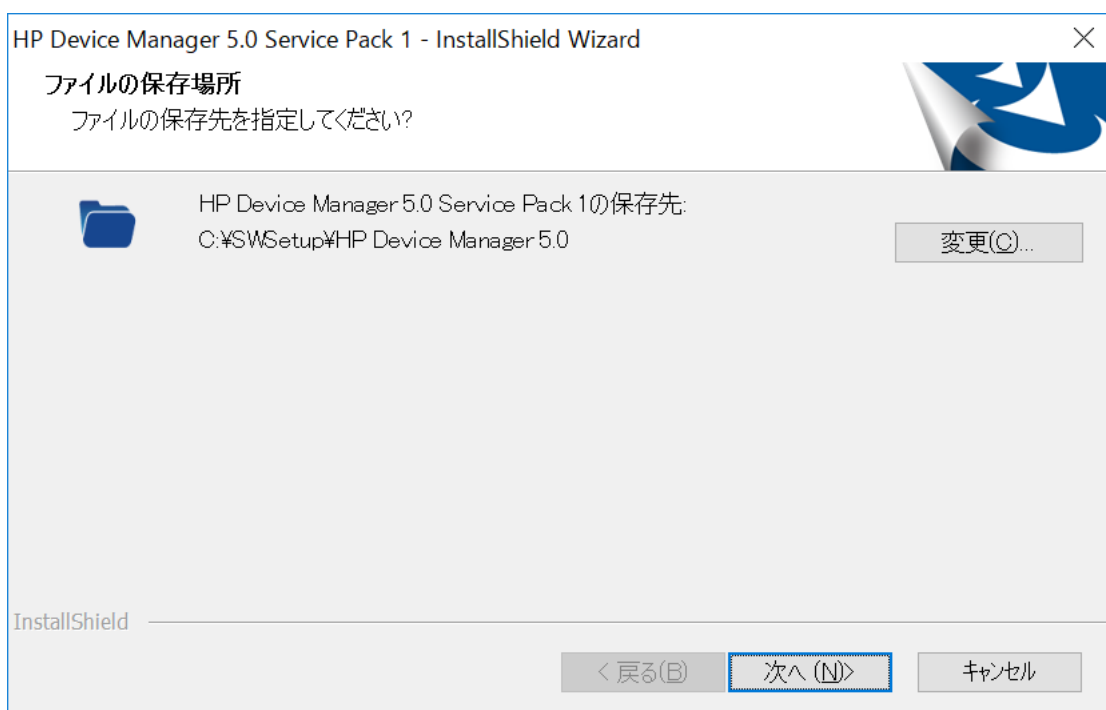 HP Device Manager 5.0 Service Pack 1 - InstallShield Wizard
ファイルの保存場所
ファイルの保存先を指定してください?
HP Device Manager 5.0 Service Pack 1の保存先:
C:¥SWSetup¥HP Device Manager 5.0
変更(C)...
InstallShield
< 戻る(B)
次へ (N)>
キャンセル